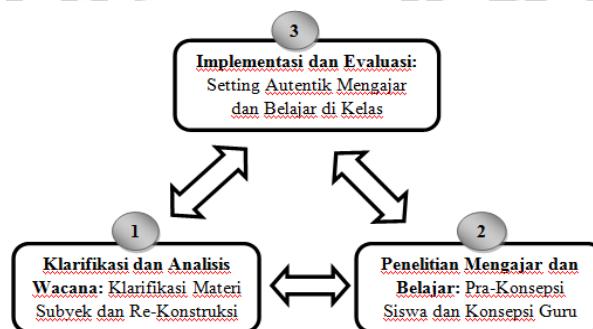 3
Implementasi dan Evaluasi:
Setting Autentik Mengajar
dan Belajar di Kelas
1
Klarifikasi dan Analisis
Wacana: Klarifikasi Materi
Subyek dan Re-Konstruksi
2
Penelitian Mengajar dan
Belajar: Pra-Konsepsi
Siswa dan Konsepsi Guru